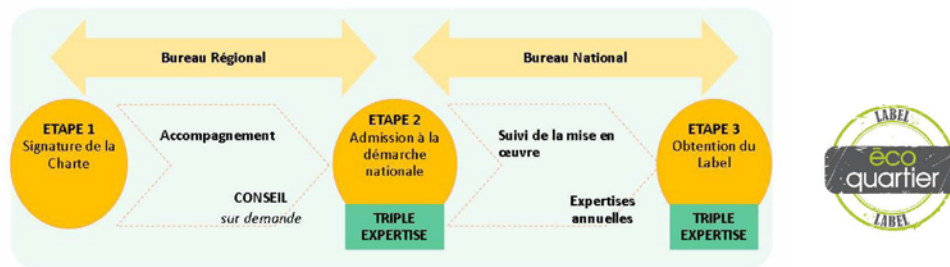 Bureau Régional
Bureau National
ETAPE 1
Signature de la
Charte
Accompagnement
CONSEIL
sur demande
ETAPE 2
Admission à la
démarche
nationale
TRIPLE
EXPERTISE
Suivi de la mise en
œuvre
Expertises
annuelles
ETAPE 3
Obtention du
Label
TRIPLE
EXPERTISE
LABEL
éco
quartier
LABEL